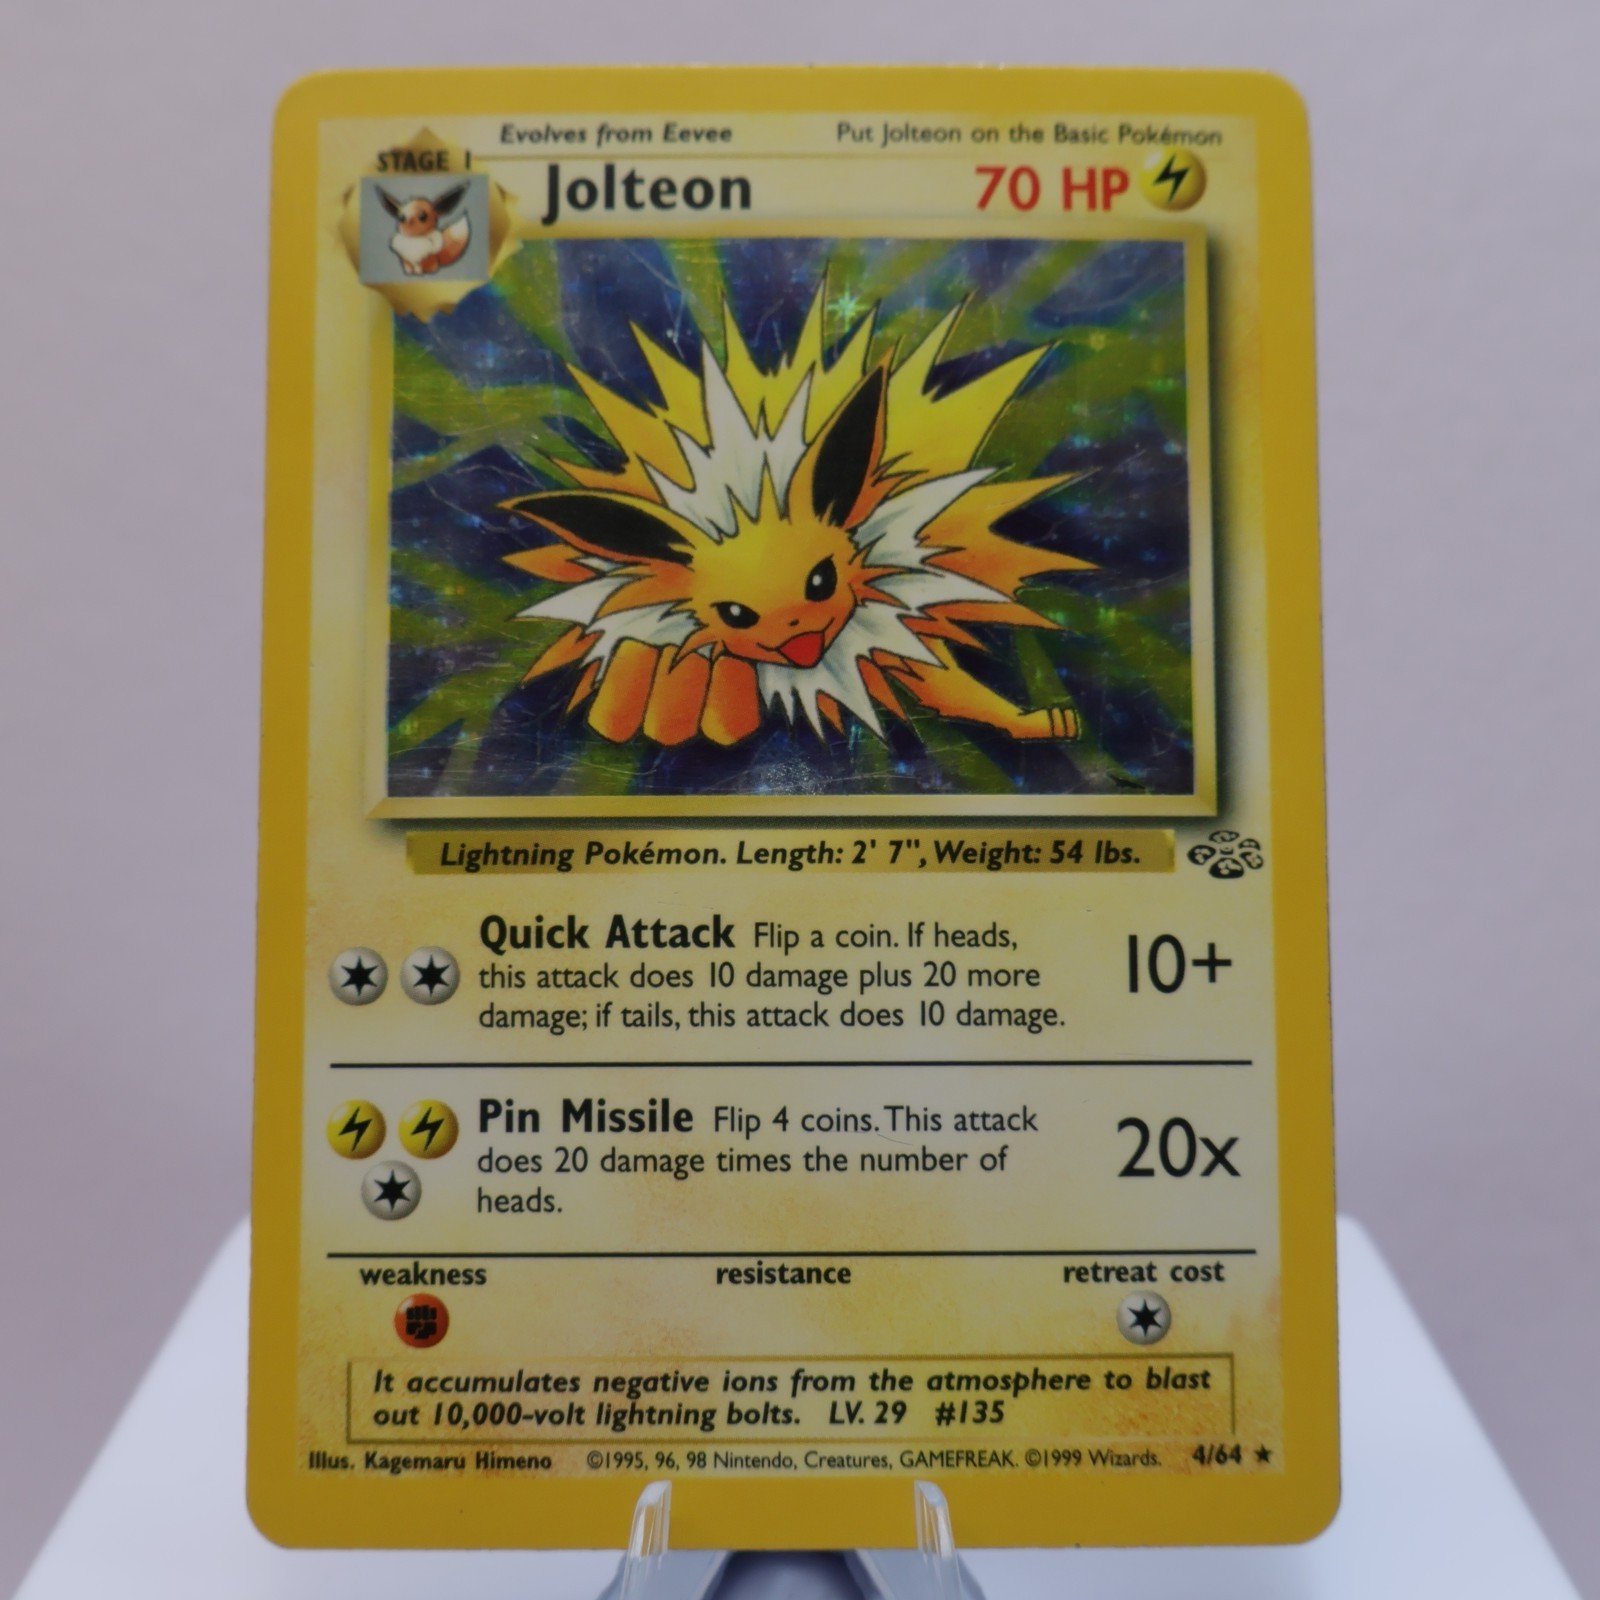 Evolves from Eevee Put Jolteon on the Basic Pokémon
STAGE 1
Jolteon 70 HP
Lightning Pokémon. Length: 2' 7", Weight: 54 lbs.
Quick Attack Flip a coin. If heads,
this attack does 10 damage plus 20 more
damage; if tails, this attack does 10 damage.
10+
Pin Missile Flip 4 coins. This attack
does 20 damage times the number of
heads.
20x
weakness resistance retreat cost
It accumulates negative ions from the atmosphere to blast
out 10,000-volt lightning bolts. LV. 29 #135
Illus. Kagemaru Himeno ©1995, 96, 98 Nintendo, Creatures, GAMEFREAK. ©1999 Wizards. 4/64 ★